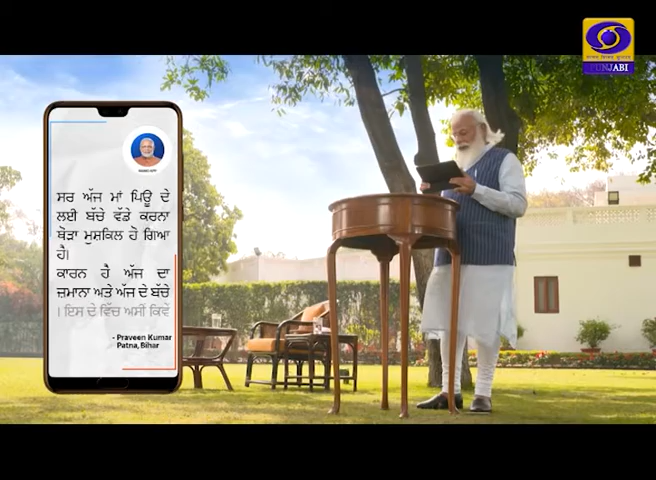 PUNJABI
ਸਰ ਅੱਜ ਮਾਂ ਪਿਉ ਦੇ
ਲਈ ਬੱਚੇ ਵੱਡੇ ਕਰਨਾ
ਥੋੜਾ ਮੁਸ਼ਕਿਲ ਹੋ ਗਿਆ
ਹੈ।
ਕਾਰਨ ਹੈ ਅੱਜ ਦਾ
ਜ਼ਮਾਨਾ ਅਤੇ ਅੱਜ ਦੇ ਬੱਚੇ
। ਇਸ ਦੇ ਵਿੱਚ ਅਸੀਂ ਕਿਵੇਂ
- Praveen Kumar
Patna, Bihar